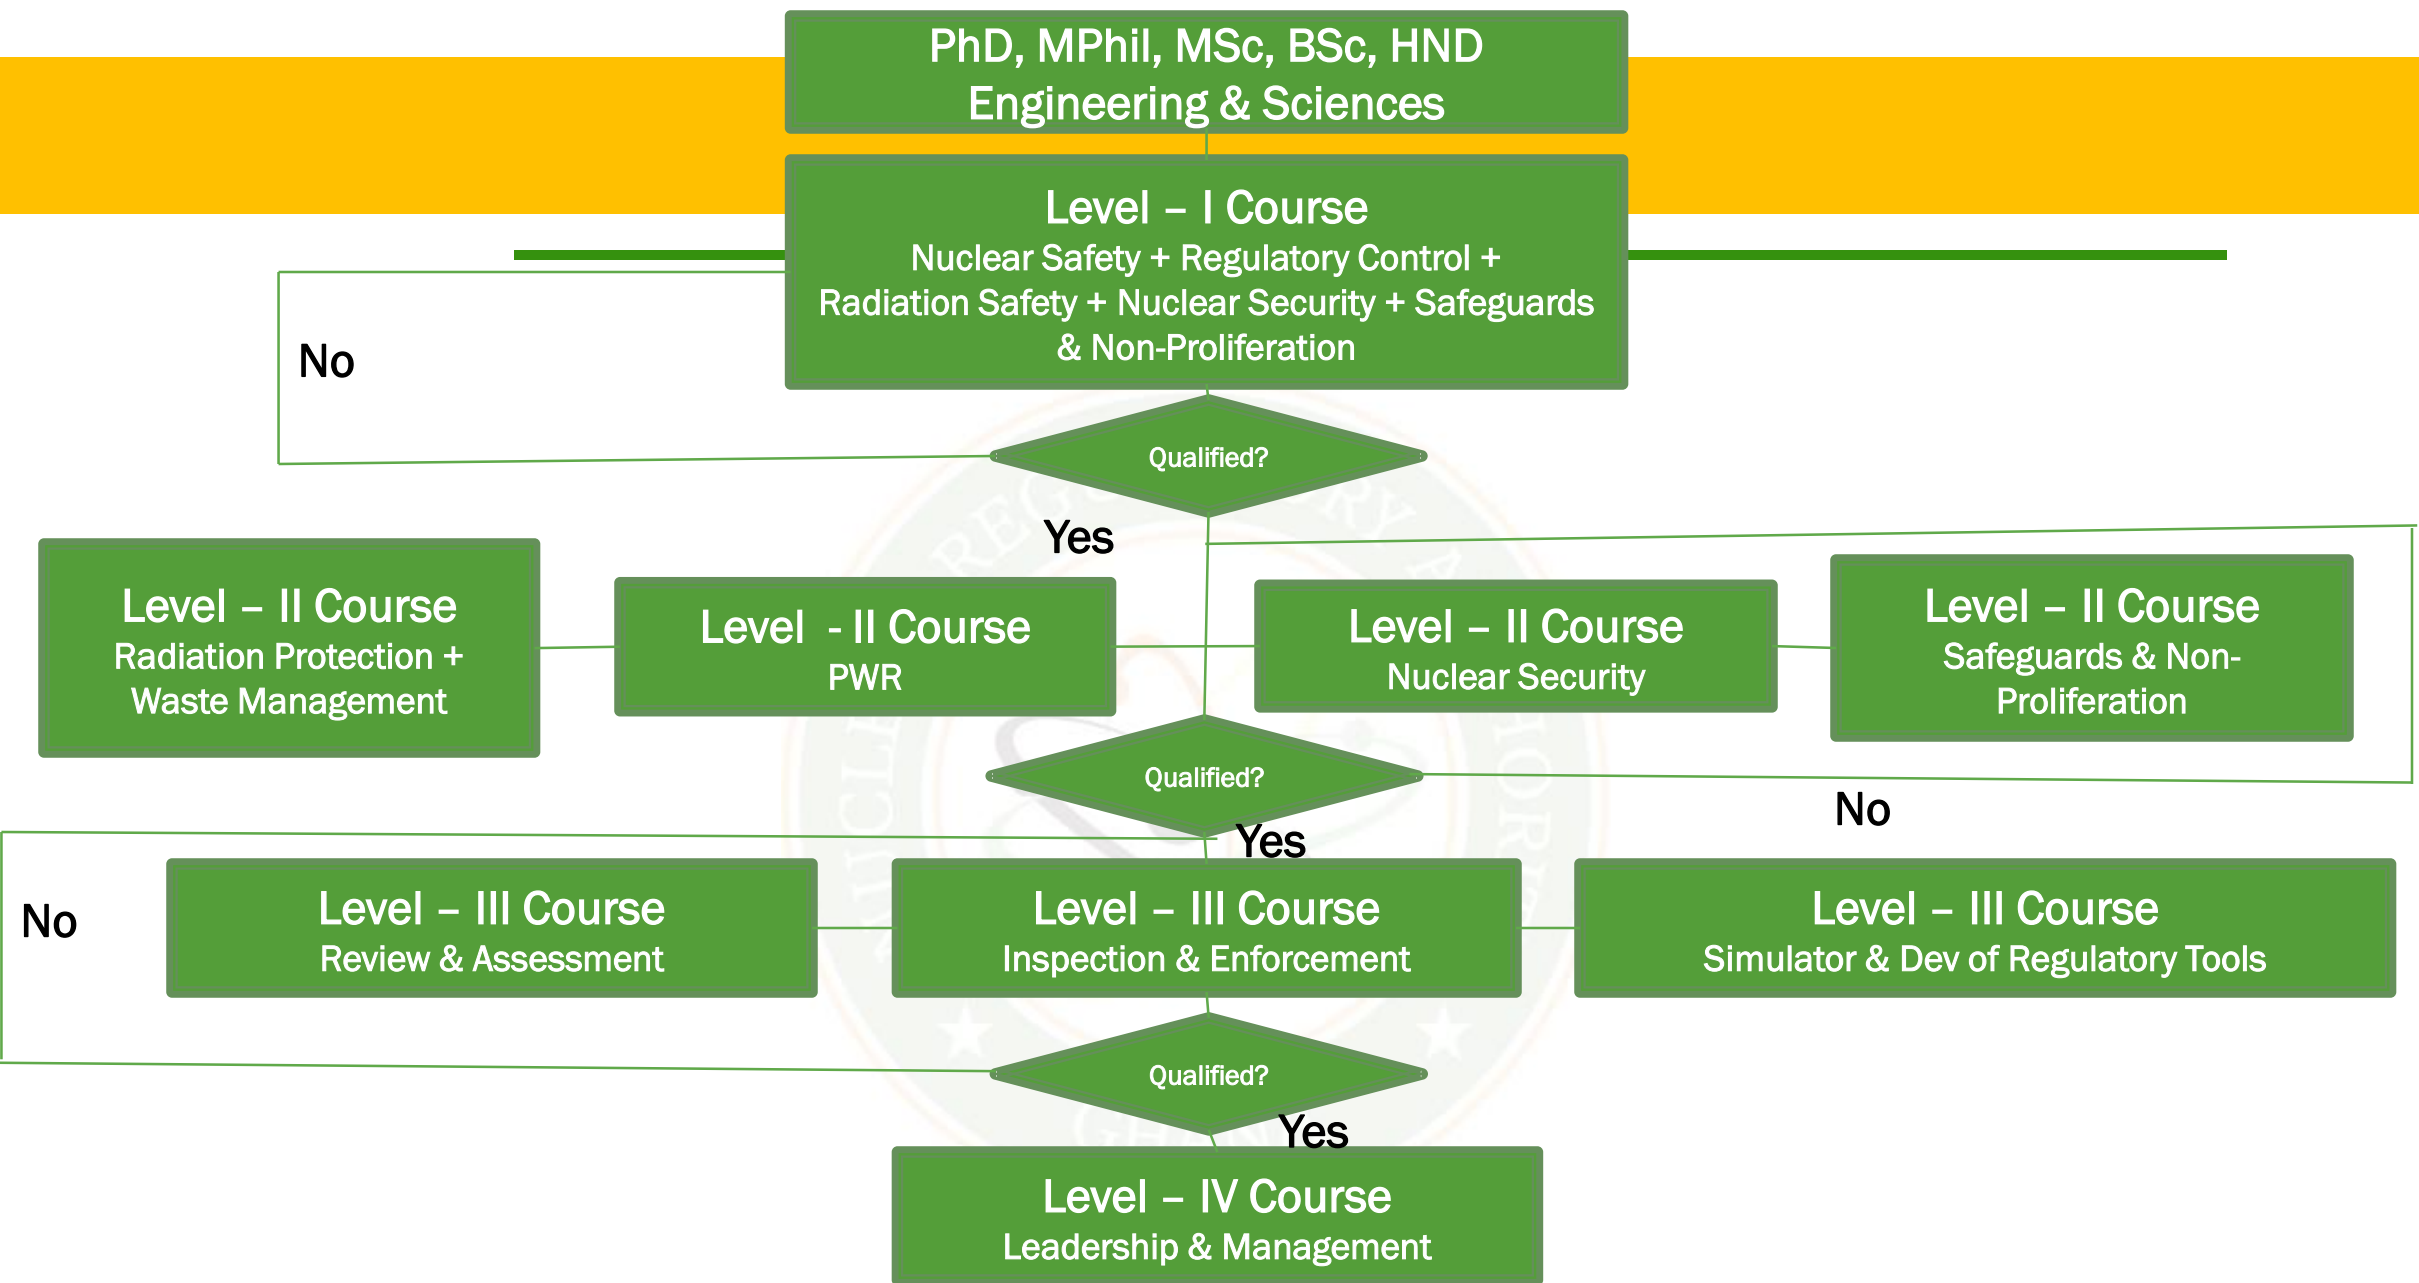 PhD, MPhil, MSc, BSc, HND
Engineering & Sciences
Level – I Course
Nuclear Safety + Regulatory Control +
Radiation Safety + Nuclear Security + Safeguards
& Non-Proliferation
No
Qualified?
Yes
Level – II Course
Radiation Protection +
Waste Management
Level - II Course
PWR
Level – II Course
Nuclear Security
Level – II Course
Safeguards & Non-
Proliferation
Qualified?
No
Yes
No
Level – III Course
Review & Assessment
Level – III Course
Inspection & Enforcement
Level – III Course
Simulator & Dev of Regulatory Tools
Qualified?
Yes
Level – IV Course
Leadership & Management